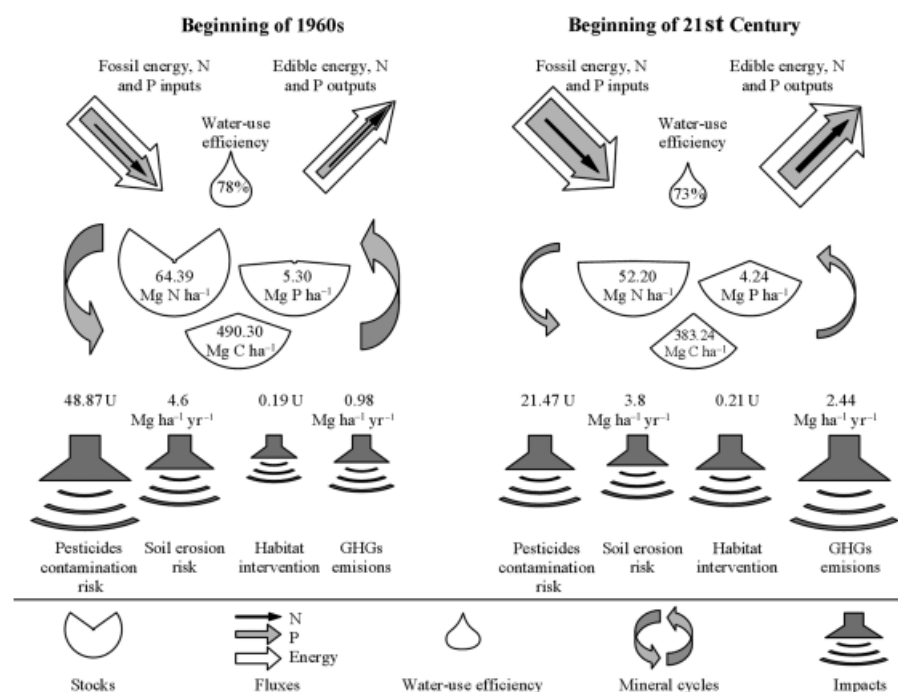 Beginning of 1960s
Beginning of 21st Century
Fossil energy, N
and P inputs
Edible energy, N
and P outputs
Fossil energy, N
and P inputs
Edible energy, N
and P outputs
Water-use
efficiency
78%
Water-use
efficiency
73%
64.39
Mg N ha⁻¹
5.30
Mg P ha⁻¹
490.30
Mg C ha⁻¹
52.20
Mg N ha⁻¹
4.24
Mg P ha⁻¹
383.24
Mg C ha⁻¹
48.87 U
4.6
Mg ha⁻¹ yr⁻¹
0.19 U
0.98
Mg ha⁻¹ yr⁻¹
21.47 U
3.8
Mg ha⁻¹ yr⁻¹
0.21 U
2.44
Mg ha⁻¹ yr⁻¹
Pesticides
contamination
risk
Soil erosion
risk
Habitat
intervention
GHGs
emisions
Pesticides
contamination
risk
Soil erosion
risk
Habitat
intervention
GHGs
emisions
N
P
Energy
Stocks
Fluxes
Water-use efficiency
Mineral cycles
Impacts